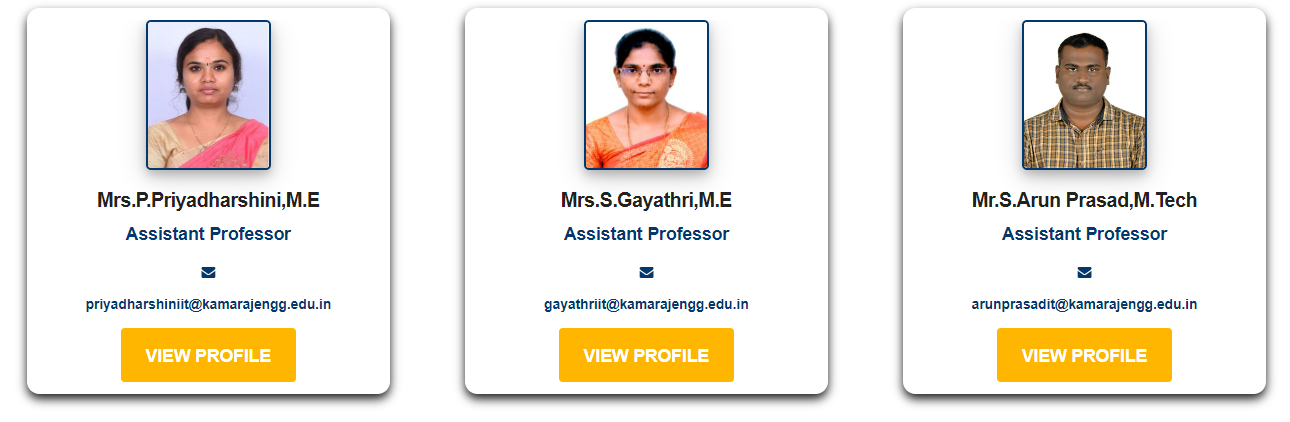 Mrs.P.Priyadharshini,M.E
Assistant Professor
priyadharshiniit@kamarajengg.edu.in
VIEW PROFILE
Mrs.S.Gayathri,M.E
Assistant Professor
gayathriit@kamarajengg.edu.in
VIEW PROFILE
Mr.S.Arun Prasad,M.Tech
Assistant Professor
arunprasadit@kamarajengg.edu.in
VIEW PROFILE